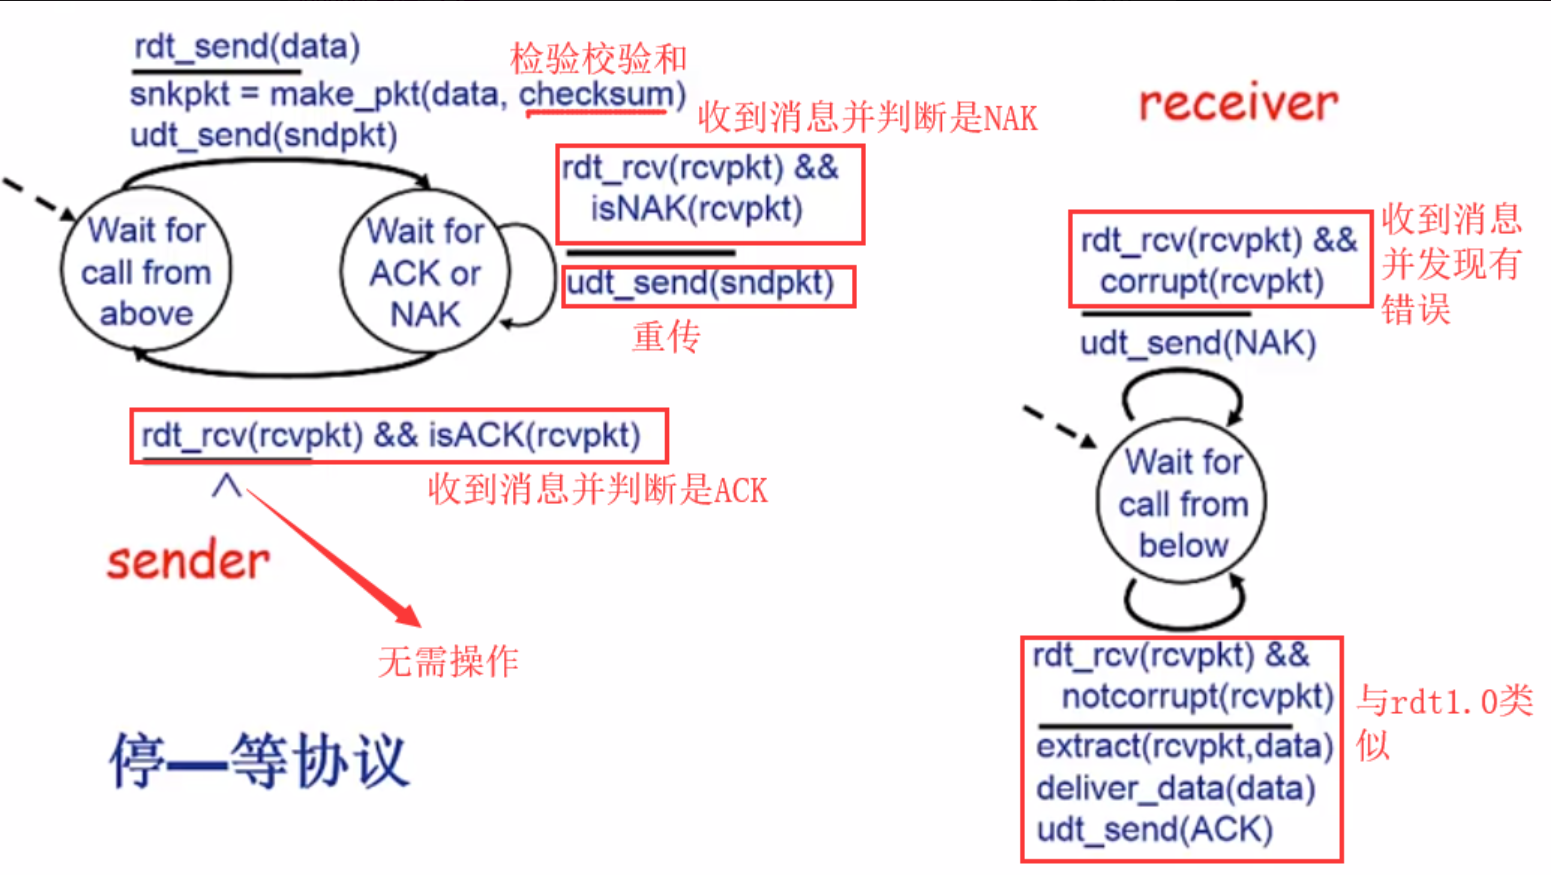 rdt_send(data)
snkpkt = make_pkt(data, checksum)
udt_send(sndpkt)
检验校验和
收到消息并判断是NAK
rdt_rcv(rcvpkt) &&
isNAK(rcvpkt)
udt_send(sndpkt)
重传
Wait for
call from
above
Wait for
ACK or
NAK
rdt_rcv(rcvpkt) && isACK(rcvpkt)
Λ
收到消息并判断是ACK
sender
无需操作
停—等协议
receiver
rdt_rcv(rcvpkt) &&
corrupt(rcvpkt)
收到消息
并发现有
错误
udt_send(NAK)
Wait for
call from
below
rdt_rcv(rcvpkt) &&
notcorrupt(rcvpkt)
extract(rcvpkt,data)
deliver_data(data)
udt_send(ACK)
与rdt1.0类
似